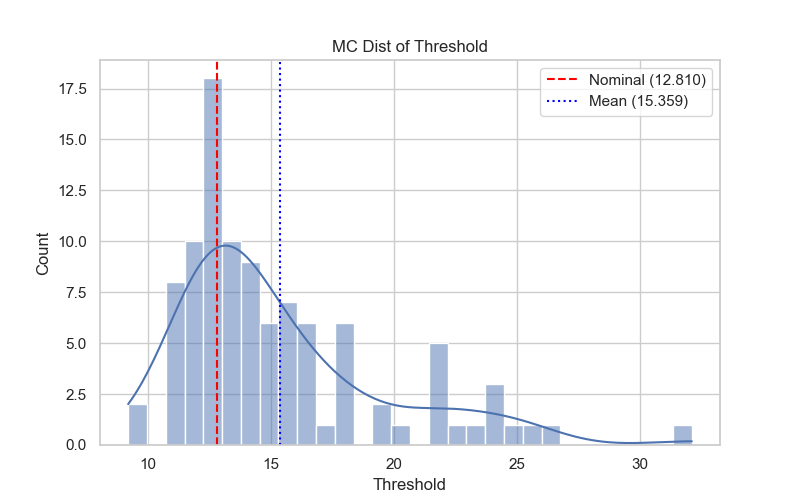 MC Dist of Threshold
Nominal (12.810)
Mean (15.359)
17.5
15.0
12.5
10.0
7.5
5.0
2.5
0.0
Count
10
15
20
25
30
Threshold